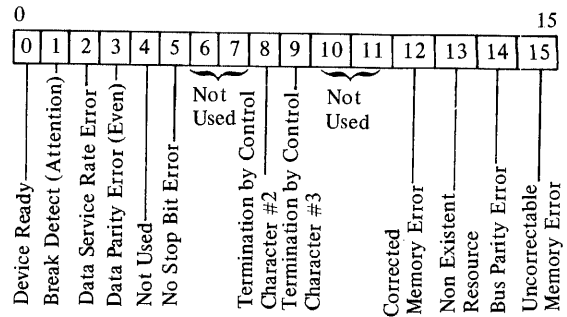 0 15
0 1 2 3 4 5 6 7 8 9 10 11 12 13 14 15
Not
Used
Not
Used
Device Ready
Break Detect (Attention)
Data Service Rate Error
Data Parity Error (Even)
Not Used
No Stop Bit Error
Termination by Control
Character #2
Termination by Control
Character #3
Corrected
Memory Error
Non Existent
Resource
Bus Parity Error
Uncorrectable
Memory Error